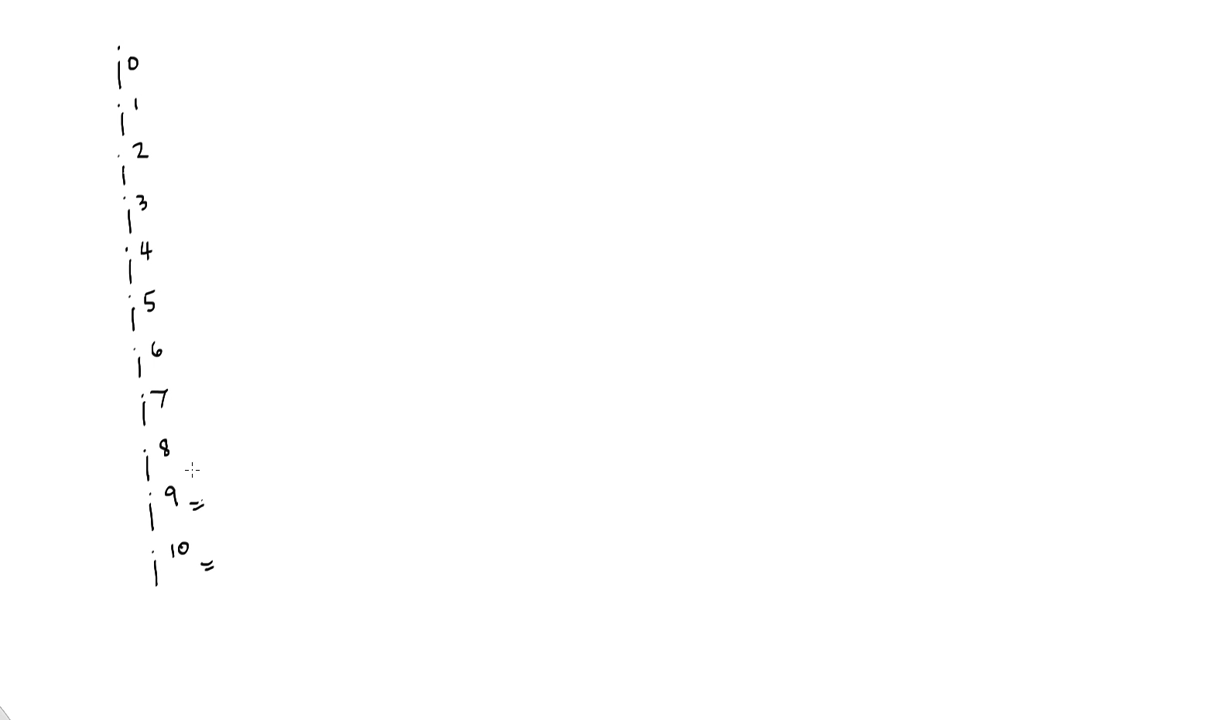 i⁰
i¹
i²
i³
i⁴
i⁵
i⁶
i⁷
i⁸
i⁹ =
i¹⁰ =